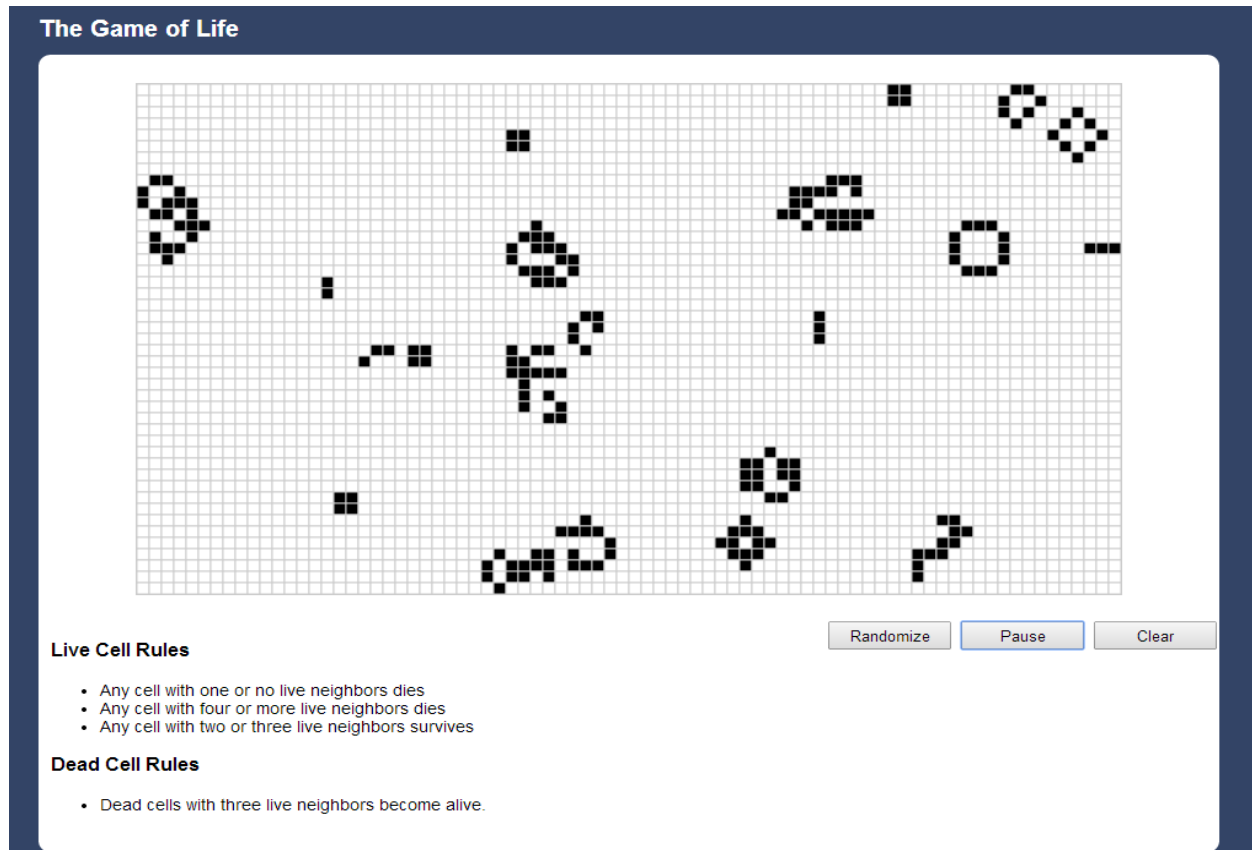 The Game of Life
Randomize Pause Clear
Live Cell Rules
• Any cell with one or no live neighbors dies
• Any cell with four or more live neighbors dies
• Any cell with two or three live neighbors survives
Dead Cell Rules
• Dead cells with three live neighbors become alive.